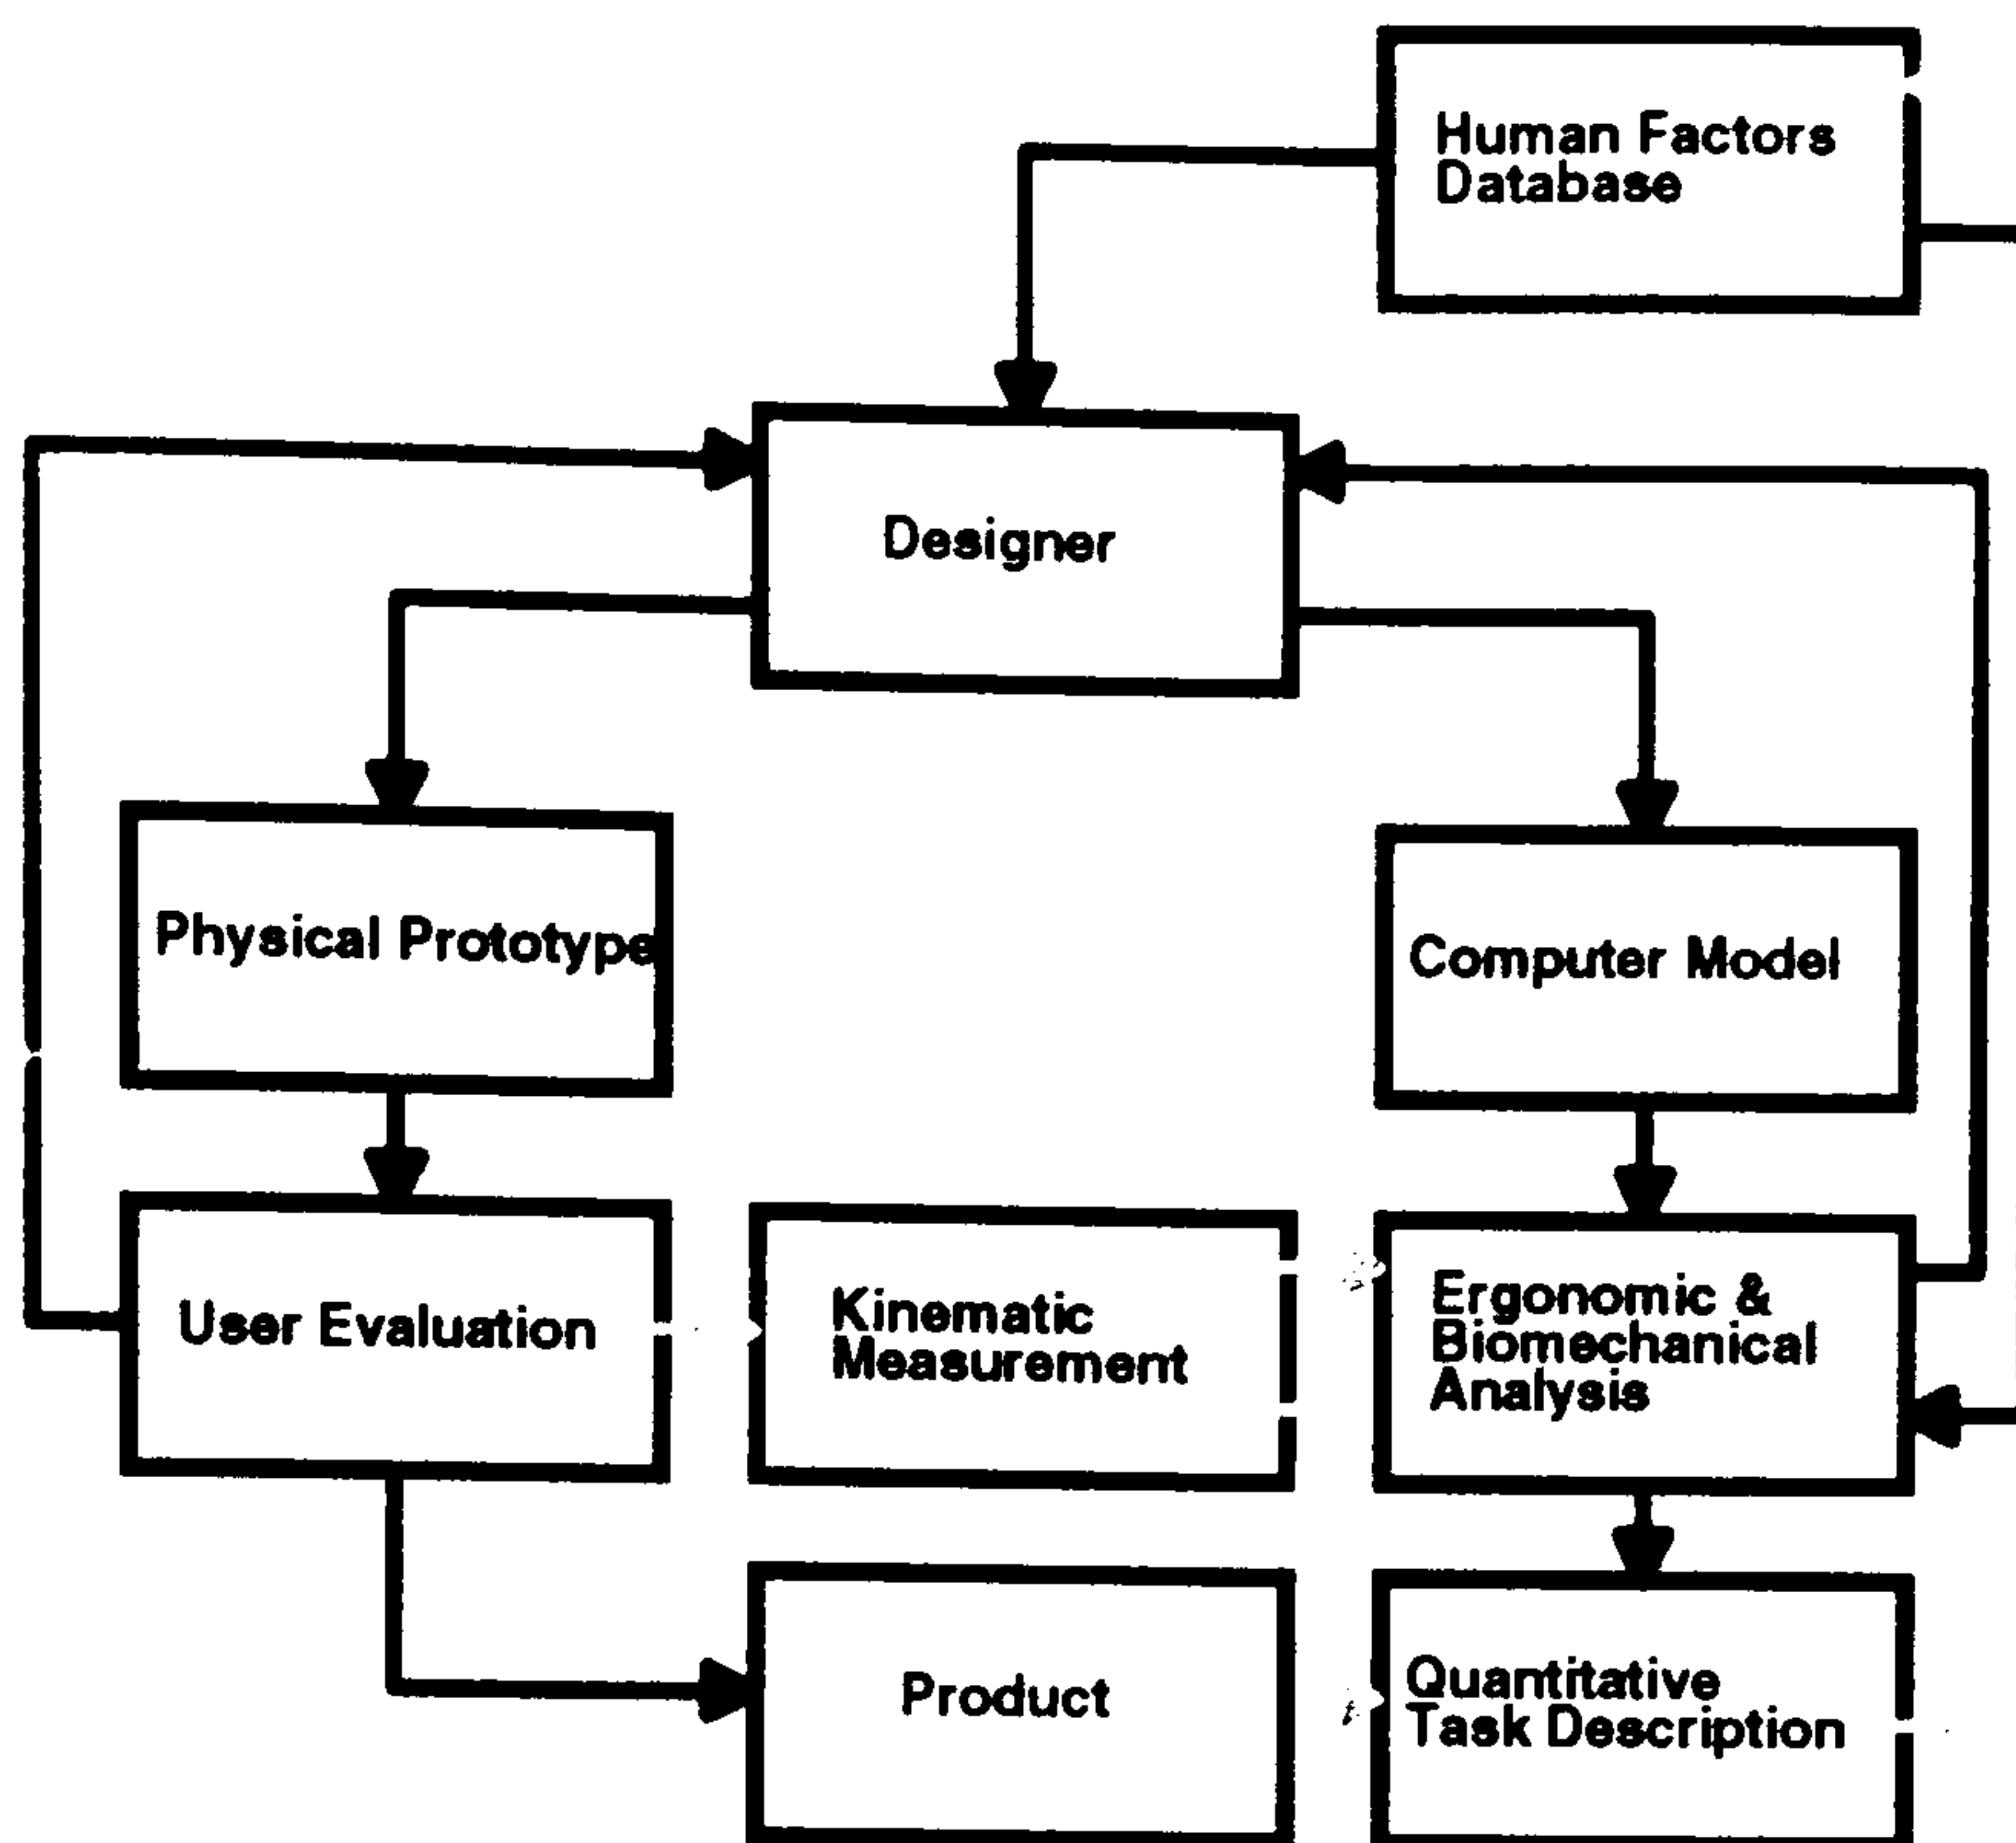 Human Factors
Database
Designer
Physical Prototype
Computer Model
User Evaluation
Kinematic
Measurement
Ergonomic &
Biomechanical
Analysis
Product
Quantitative
Task Description